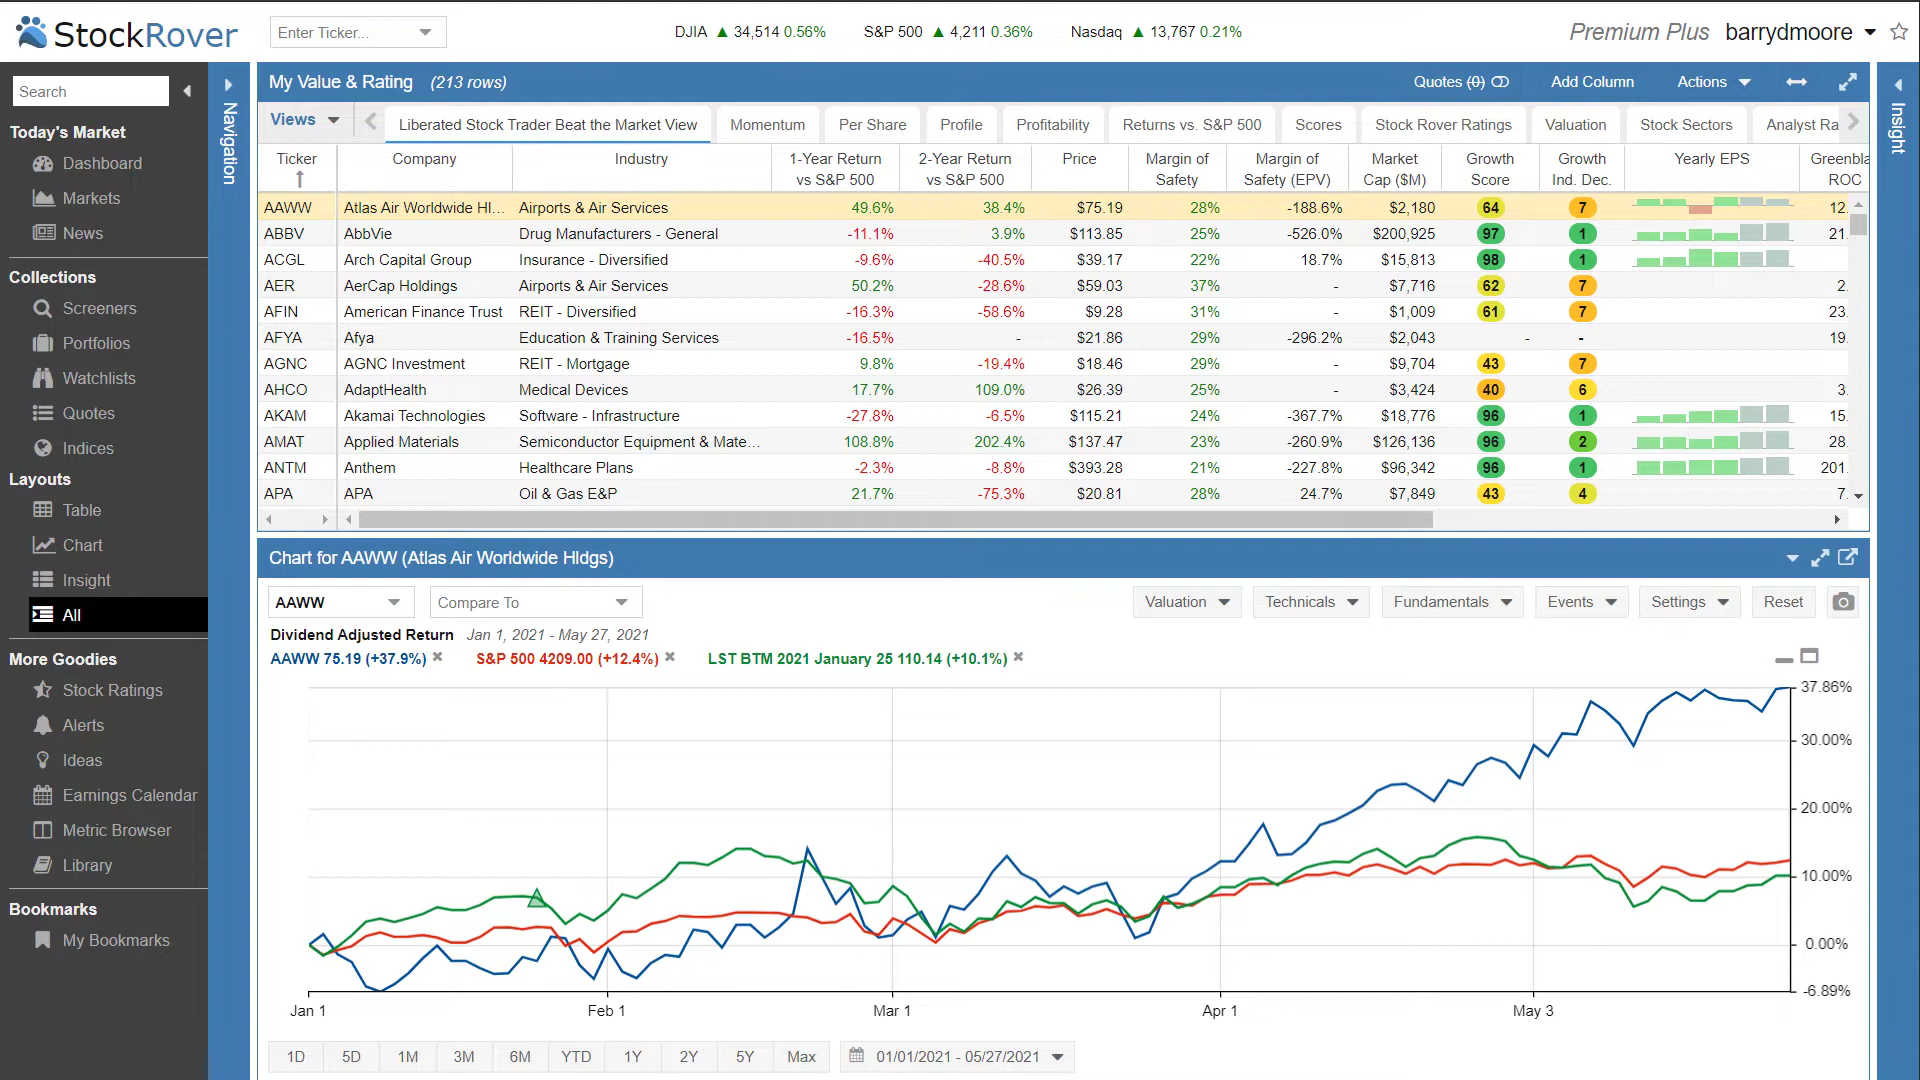 StockRover
Enter Ticker...
DJIA ▲ 34,514 0.56% S&P 500 ▲ 4,211 0.36% Nasdaq ▲ 13,767 0.21%
Premium Plus barrydmoore
Search
Today's Market
Dashboard
Markets
News
Collections
Screeners
Portfolios
Watchlists
Quotes
Indices
Layouts
Table
Chart
Insight
All
More Goodies
Stock Ratings
Alerts
Ideas
Earnings Calendar
Metric Browser
Library
Bookmarks
My Bookmarks
Navigation
My Value & Rating (213 rows)
Quotes (0) Add Column Actions
Views Liberated Stock Trader Beat the Market View Momentum Per Share Profile Profitability Returns vs. S&P 500 Scores Stock Rover Ratings Valuation Stock Sectors Analyst Ra
Ticker Company Industry 1-Year Return 2-Year Return Price Margin of Margin of Market Growth Growth Yearly EPS Greenbla
vs S&P 500 vs S&P 500 Safety Safety (EPV) Cap ($M) Score Ind. Dec. ROC
AAWW Atlas Air Worldwide Hl... Airports & Air Services 49.6% 38.4% $75.19 28% -188.6% $2,180 64 7 12.
ABBV AbbVie Drug Manufacturers - General -11.1% 3.9% $113.85 25% -526.0% $200,925 97 1 21.
ACGL Arch Capital Group Insurance - Diversified -9.6% -40.5% $39.17 22% 18.7% $15,813 98 1
AER AerCap Holdings Airports & Air Services 50.2% -28.6% $59.03 37% - $7,716 62 7 2.
AFIN American Finance Trust REIT - Diversified -16.3% -58.6% $9.28 31% - $1,009 61 7 23.
AFYA Afya Education & Training Services -16.5% - $21.86 29% -296.2% $2,043 - - 19.
AGNC AGNC Investment REIT - Mortgage 9.8% -19.4% $18.46 29% - $9,704 43 7
AHCO AdaptHealth Medical Devices 17.7% 109.0% $26.39 25% - $3,424 40 6 3.
AKAM Akamai Technologies Software - Infrastructure -27.8% -6.5% $115.21 24% -367.7% $18,776 96 1 15.
AMAT Applied Materials Semiconductor Equipment & Mate... 108.8% 202.4% $137.47 23% -260.9% $126,136 96 2 28.
ANTM Anthem Healthcare Plans -2.3% -8.8% $393.28 21% -227.8% $96,342 96 1 201.
APA APA Oil & Gas E&P 21.7% -75.3% $20.81 28% 24.7% $7,849 43 4 7.
Chart for AAWW (Atlas Air Worldwide Hldgs)
AAWW Compare To Valuation Technicals Fundamentals Events Settings Reset
Dividend Adjusted Return Jan 1, 2021 - May 27, 2021
AAWW 75.19 (+37.9%) S&P 500 4209.00 (+12.4%) LST BTM 2021 January 25 110.14 (+10.1%)
37.86%
30.00%
20.00%
10.00%
0.00%
-6.89%
Jan 1 Feb 1 Mar 1 Apr 1 May 3
1D 5D 1M 3M 6M YTD 1Y 2Y 5Y Max 01/01/2021 - 05/27/2021
Insight